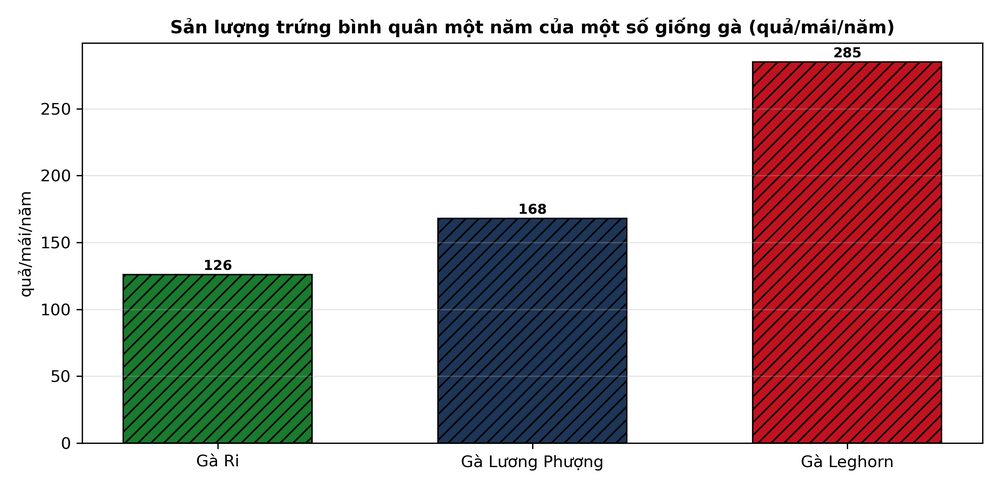 Sản lượng trứng bình quân một năm của một số giống gà (quả/mái/năm)
quả/mái/năm
250
200
150
100
50
0
126
168
285
Gà Ri
Gà Lương Phượng
Gà Leghorn